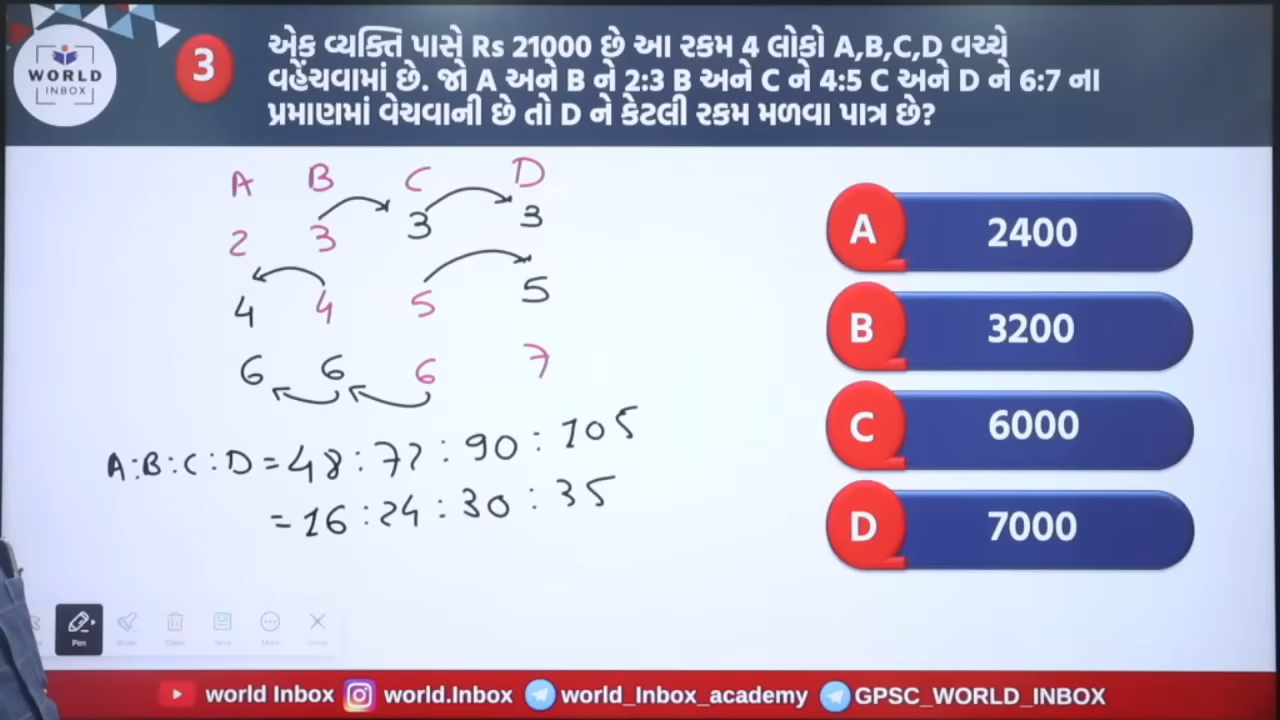 WORLD
INBOX
3
એક વ્યક્તિ પાસે Rs 21000 છે આ રકમ 4 લોકો A,B,C,D વચ્ચે
વહેંચવામાં છે. જો A અને B ને 2:3 B અને C ને 4:5 C અને D ને 6:7 ના
પ્રમાણમાં વેચવાની છે તો D ને કેટલી રકમ મળવા પાત્ર છે?
A B C D
2 3 3 3
4 4 5 5
6 6 6 7
A:B:C:D = 48:72:90:105
= 16:24:30:35
A 2400
B 3200
C 6000
D 7000
Pen
world Inbox world.Inbox world_Inbox_academy GPSC_WORLD_INBOX